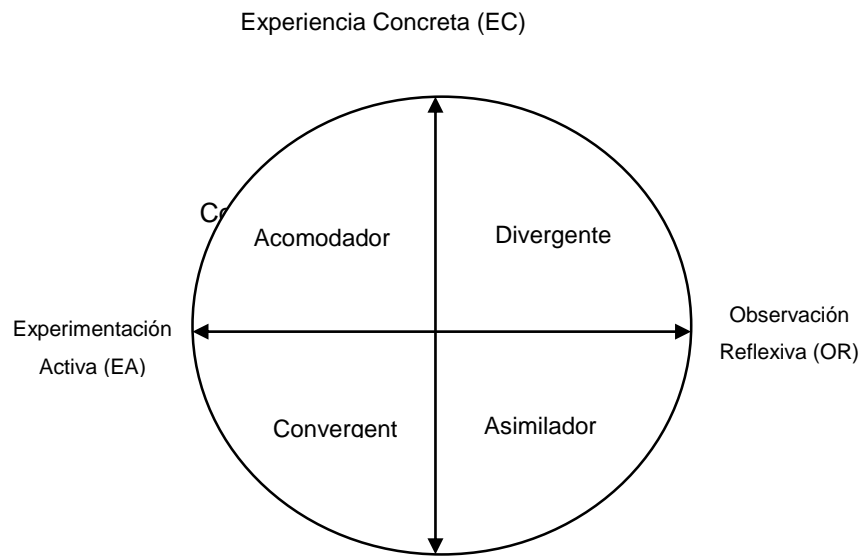 Experiencia Concreta (EC)
Acomodador
Divergente
Experimentación
Activa (EA)
Observación
Reflexiva (OR)
Convergent
Asimilador